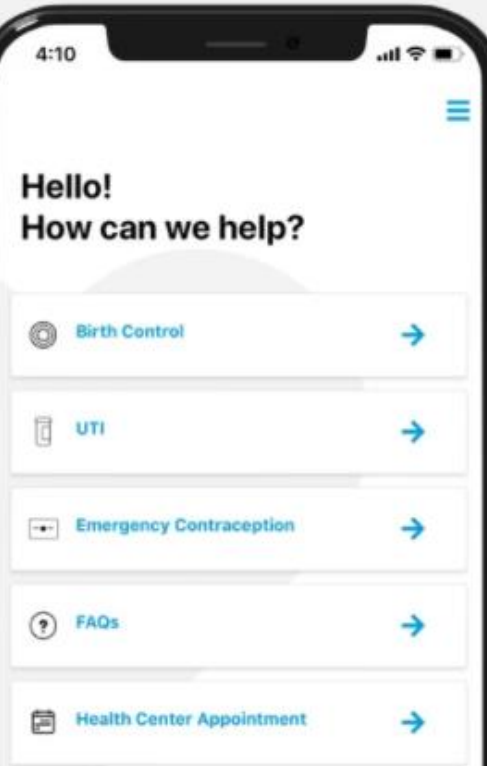 4:10
Hello!
How can we help?
Birth Control
UTI
Emergency Contraception
FAQs
Health Center Appointment